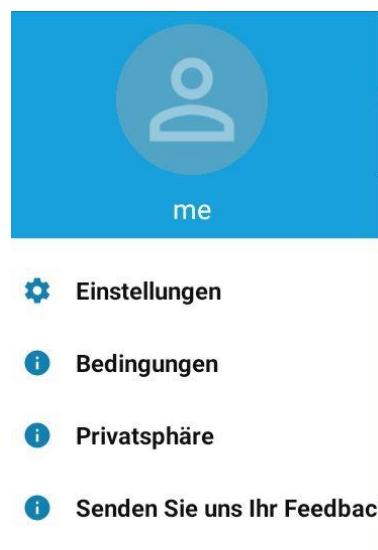 me
Einstellungen
Bedingungen
Privatsphäre
Senden Sie uns Ihr Feedbac